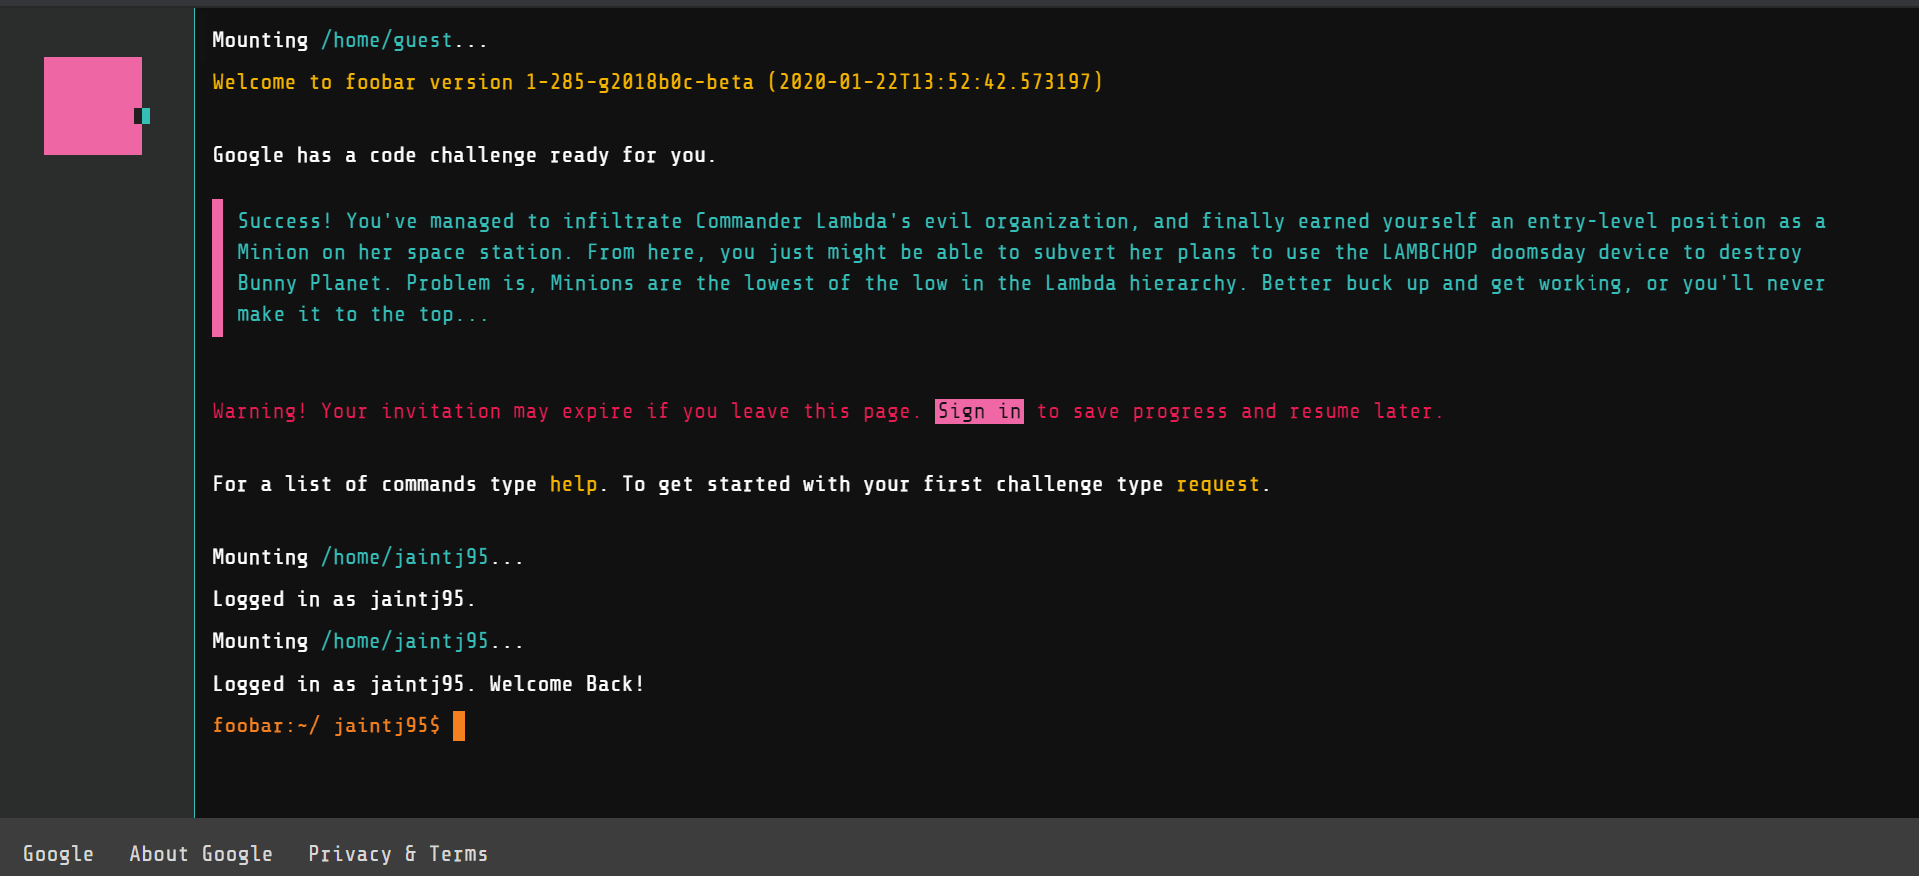 Mounting /home/guest...
Welcome to foobar version 1-285-g2018b0c-beta (2020-01-22T13:52:42.573197)
Google has a code challenge ready for you.
Success! You've managed to infiltrate Commander Lambda's evil organization, and finally earned yourself an entry-level position as a
Minion on her space station. From here, you just might be able to subvert her plans to use the LAMBCHOP doomsday device to destroy
Bunny Planet. Problem is, Minions are the lowest of the low in the Lambda hierarchy. Better buck up and get working, or you'll never
make it to the top...
Warning! Your invitation may expire if you leave this page. Sign in to save progress and resume later.
For a list of commands type help. To get started with your first challenge type request.
Mounting /home/jaintj95...
Logged in as jaintj95.
Mounting /home/jaintj95...
Logged in as jaintj95. Welcome Back!
foobar:~/ jaintj95$
Google About Google Privacy & Terms